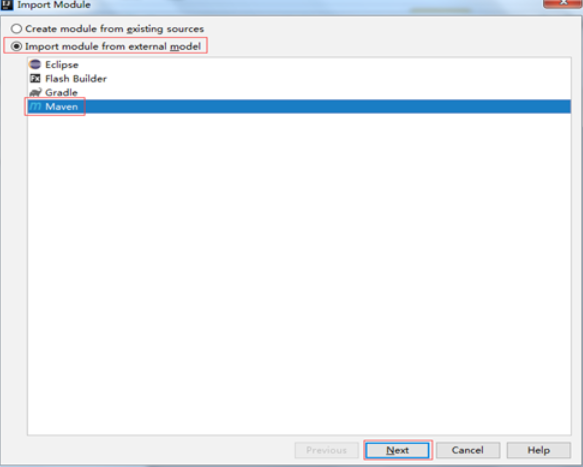 Import Module
Create module from existing sources
Import module from external model
Eclipse
Flash Builder
Gradle
Maven
Previous Next Cancel Help